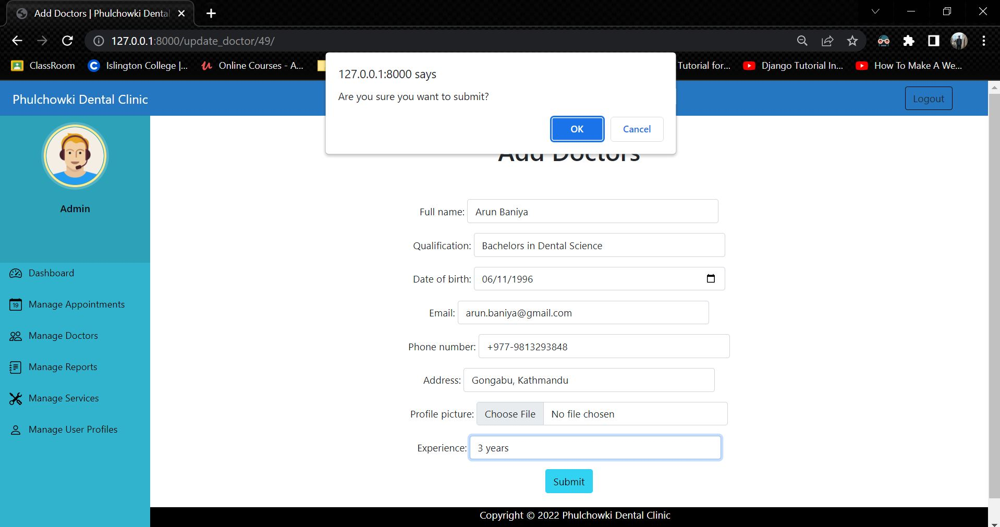 Add Doctors | Phulchowki Denta
127.0.0.1:8000/update_doctor/49/
ClassRoom
Islington College |...
Online Courses - A...
Tutorial for...
Django Tutorial In...
How To Make A We...
127.0.0.1:8000 says
Are you sure you want to submit?
OK
Cancel
Phulchowki Dental Clinic
Logout
Admin
Dashboard
19
Manage Appointments
Manage Doctors
Manage Reports
Manage Services
Manage User Profiles
Add Doctors
Full name: Arun Baniya
Qualification: Bachelors in Dental Science
Date of birth: 06/11/1996
Email: arun.baniya@gmail.com
Phone number: +977-9813293848
Address: Gongabu, Kathmandu
Profile picture: Choose File No file chosen
Experience: 3 years
Submit
Copyright © 2022 Phulchowki Dental Clinic